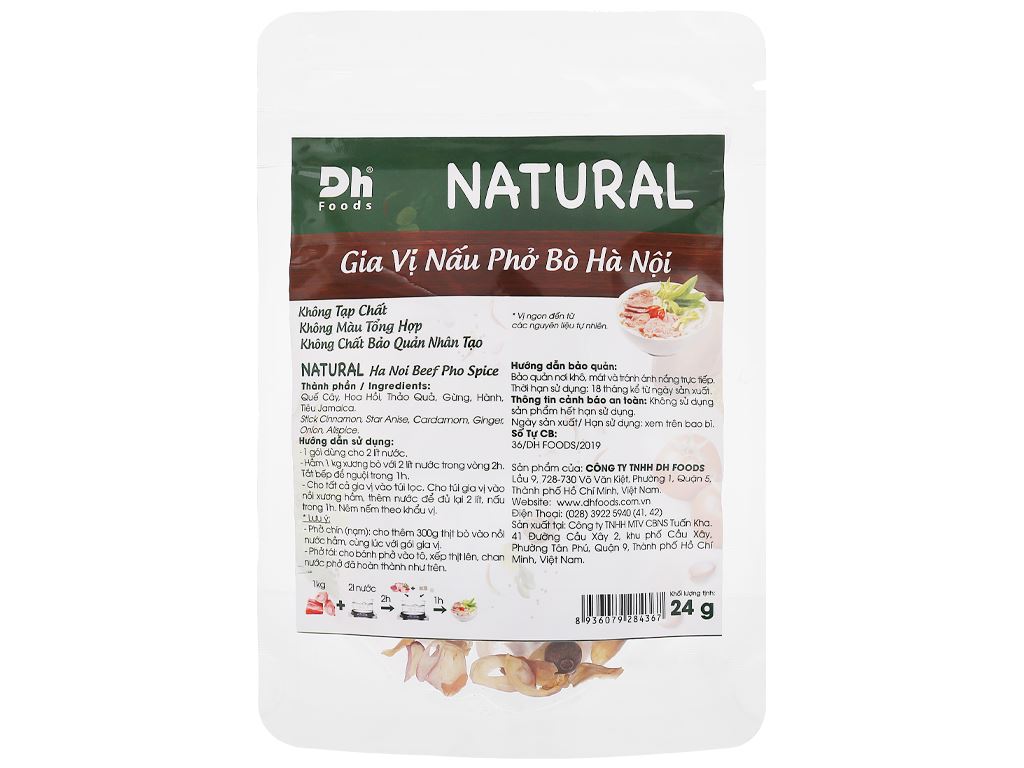 Dh®
Foods
NATURAL
Gia Vị Nấu Phở Bò Hà Nội
Không Tạp Chất
Không Màu Tổng Hợp
Không Chất Bảo Quản Nhân Tạo
* Vị ngon đến từ
các nguyên liệu tự nhiên.
NATURAL Ha Noi Beef Pho Spice
Thành phần / Ingredients:
Quế Cây, Hoa Hồi, Thảo Quả, Gừng, Hành,
Tiêu Jamaica.
Stick Cinnamon, Star Anise, Cardamom, Ginger,
Onion, Allspice.
Hướng dẫn sử dụng:
- 1 gói dùng cho 2 lít nước.
- Hầm 1 kg xương bò với 2 lít nước trong vòng 2h.
Tắt bếp để nguội trong 1h.
- Cho tất cả gia vị vào túi lọc. Cho túi gia vị vào
nồi xương hầm, thêm nước để đủ lại 2 lít, nấu
trong 1h. Nêm nếm theo khẩu vị.
* Lưu ý:
- Phở chín (nạm): cho thêm 300g thịt bò vào nồi
nước hầm, cùng lúc với gói gia vị.
- Phở tái: cho bánh phở vào tô, xếp thịt lên, chan
nước phở đã hoàn thành như trên.
1kg
+
2l nước
2h
+
1h
Hướng dẫn bảo quản:
Bảo quản nơi khô, mát và tránh ánh nắng trực tiếp.
Thời hạn sử dụng: 18 tháng kể từ ngày sản xuất.
Thông tin cảnh báo an toàn: Không sử dụng
sản phẩm hết hạn sử dụng.
Ngày sản xuất/ Hạn sử dụng: xem trên bao bì.
Số Tự CB:
36/DH FOODS/2019
Sản phẩm của: CÔNG TY TNHH DH FOODS
Lầu 9, 728-730 Võ Văn Kiệt, Phường 1, Quận 5,
Thành phố Hồ Chí Minh, Việt Nam.
Website: www.dhfoods.com.vn
Điện Thoại: (028) 3922 5940 (41, 42)
Sản xuất tại: Công ty TNHH MTV CBNS Tuấn Kha.
41 Đường Cầu Xây 2, khu phố Cầu Xây,
Phường Tân Phú, Quận 9, Thành phố Hồ Chí
Minh, Việt Nam.
8 936079 284367
Khối lượng tịnh:
24 g